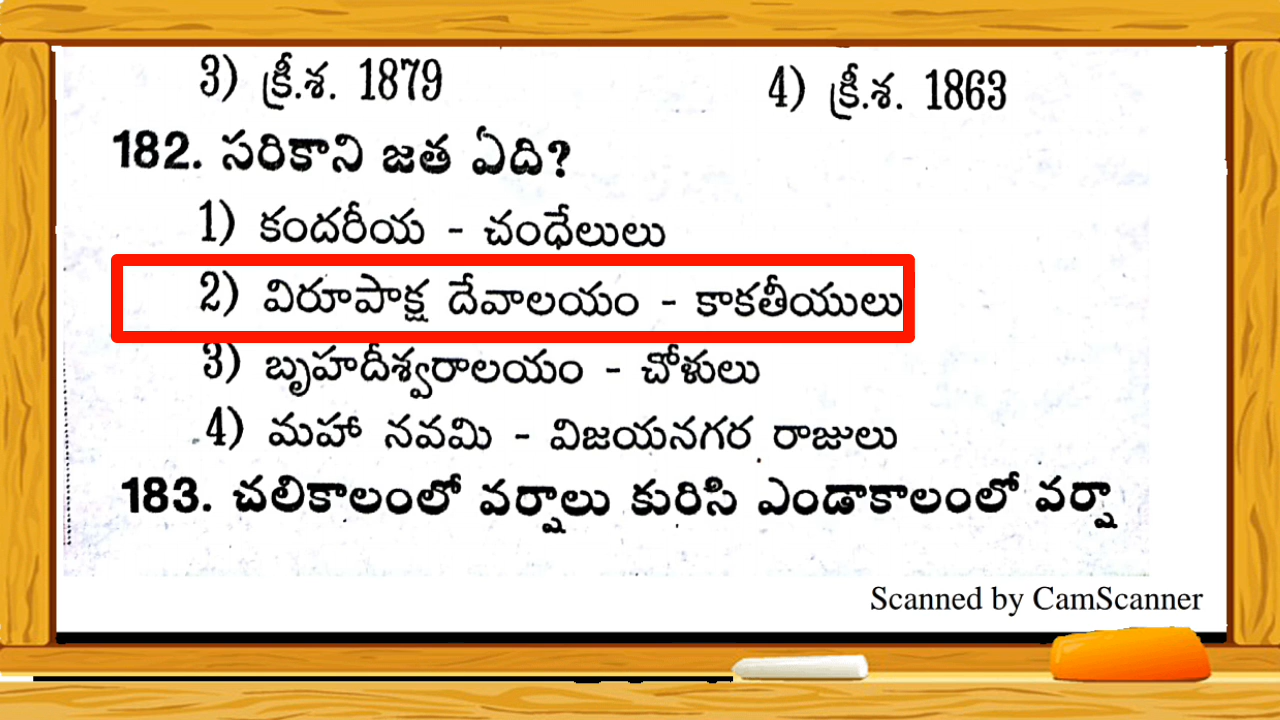 3) క్రీ.శ. 1879 4) క్రీ.శ. 1863
182. సరికాని జత ఏది?
1) కందరీయ - చంధేలులు
2) విరూపాక్ష దేవాలయం - కాకతీయులు
3) బృహదీశ్వరాలయం - చోళులు
4) మహా నవమి - విజయనగర రాజులు
183. చలికాలంలో వర్షాలు కురిసి ఎండాకాలంలో వర్షా
Scanned by CamScanner